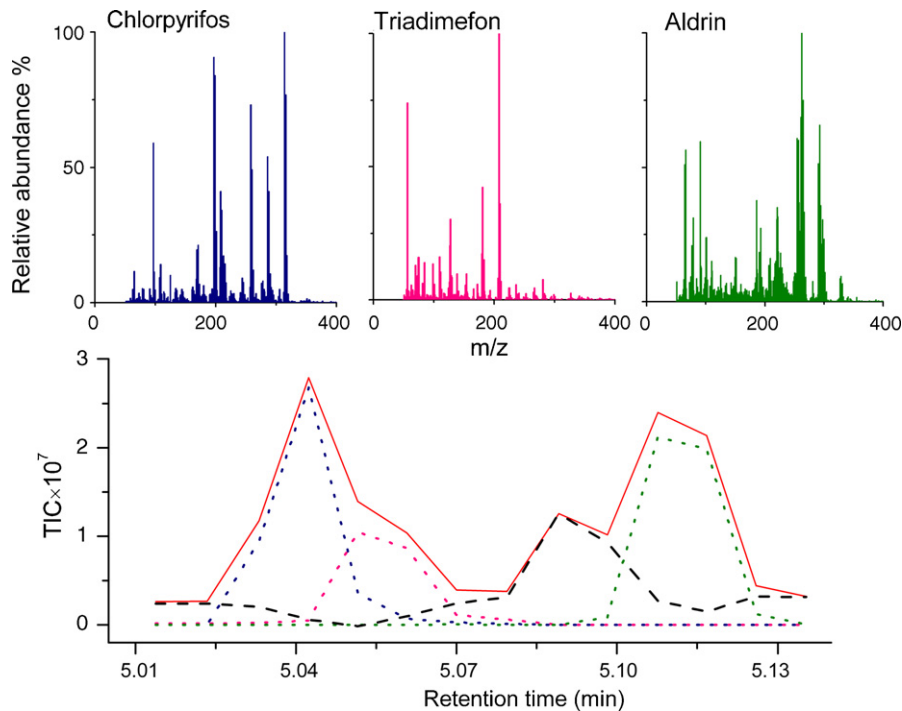 Chlorpyrifos Triadimefon Aldrin
Relative abundance %
100
50
0
0 200 400 0 200 400 0 200 400
m/z
TIC×10⁷
3
2
1
0
5.01 5.04 5.07 5.10 5.13
Retention time (min)